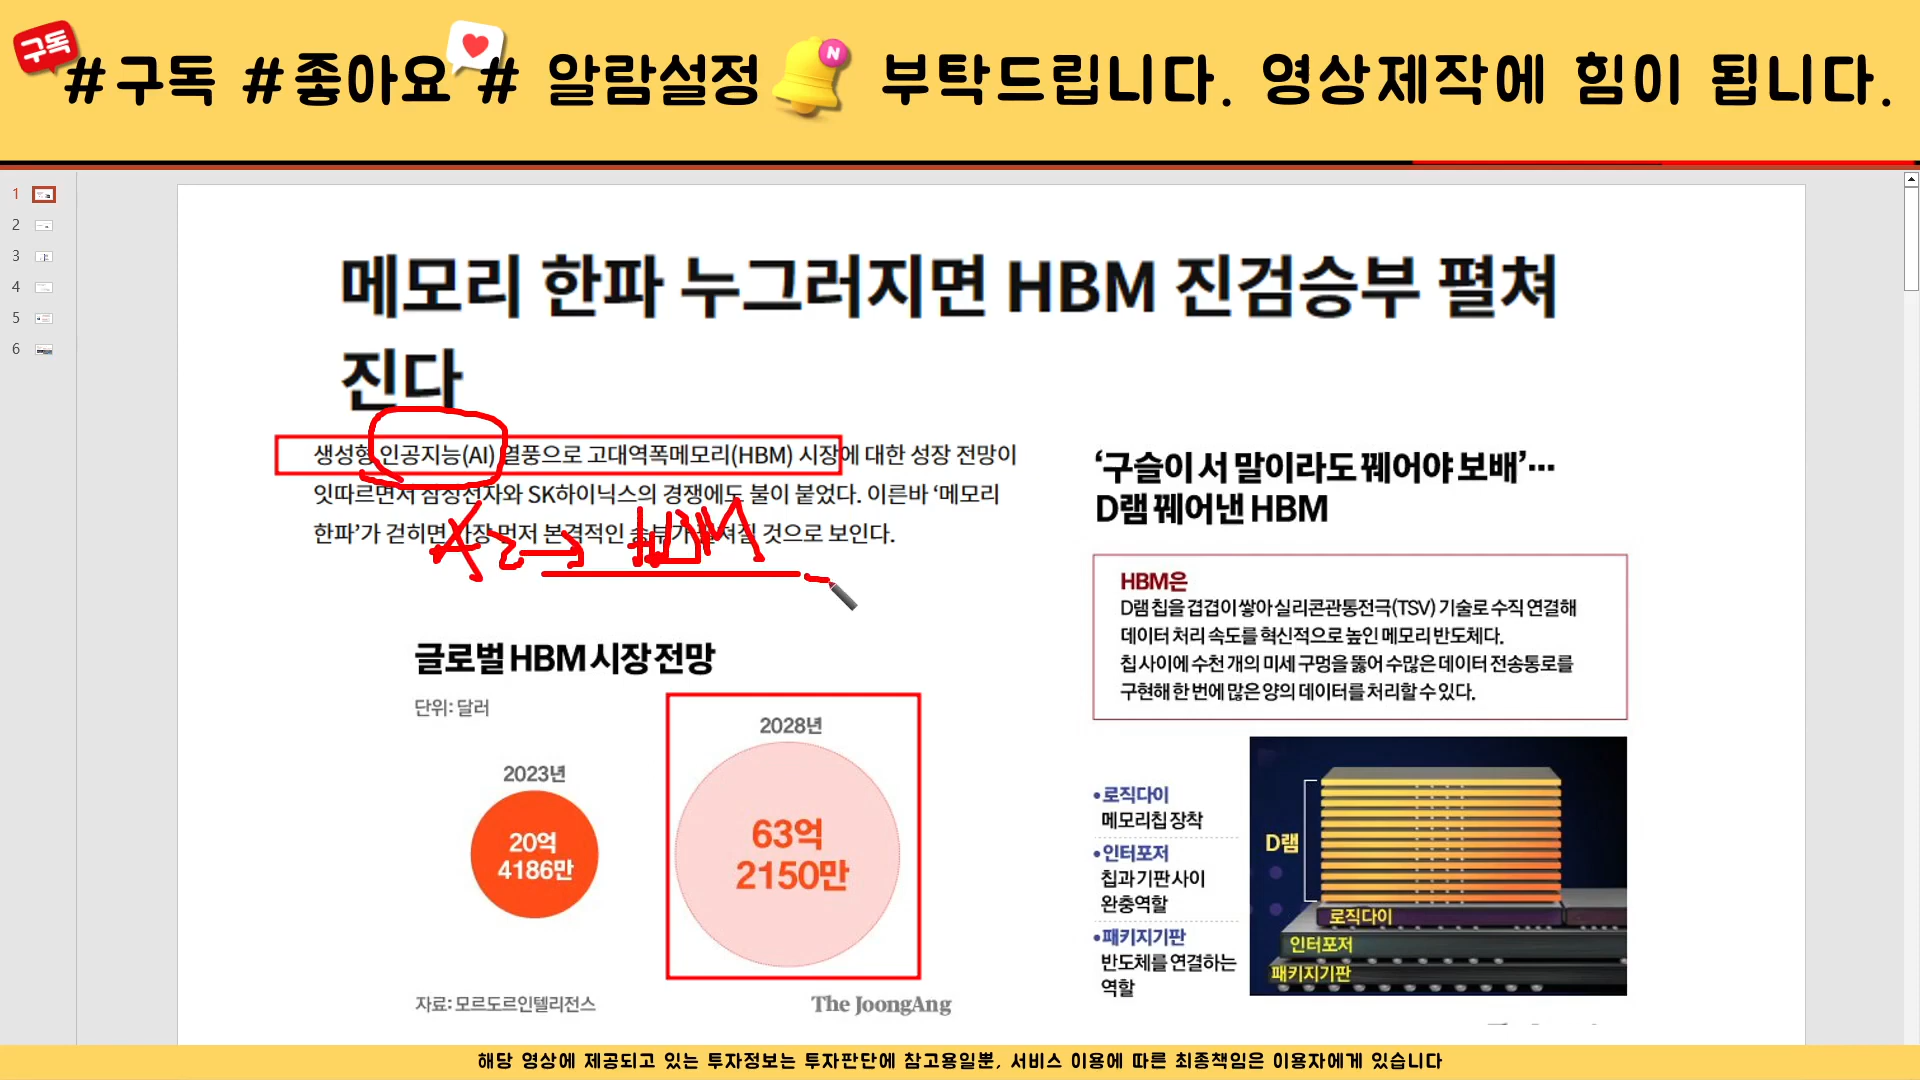 구독
#구독 #좋아요 # 알람설정 N 부탁드립니다. 영상제작에 힘이 됩니다.
1
2
3
4
5
6
메모리 한파 누그러지면 HBM 진검승부 펼쳐
진다
생성형 인공지능(AI) 열풍으로 고대역폭메모리(HBM) 시장에 대한 성장 전망이
잇따르면서 삼성전자와 SK하이닉스의 경쟁에도 불이 붙었다. 이른바 ‘메모리
한파’가 걷히면 가장 먼저 본격적인 승부가 펼쳐질 것으로 보인다.
→ HBM
글로벌 HBM 시장 전망
단위: 달러
2023년
20억
4186만
2028년
63억
2150만
자료: 모르도르인텔리전스
The JoongAng
‘구슬이 서 말이라도 꿰어야 보배’…
D램 꿰어낸 HBM
HBM은
D램 칩을 겹겹이 쌓아 실리콘관통전극(TSV) 기술로 수직 연결해
데이터 처리 속도를 혁신적으로 높인 메모리 반도체다.
칩 사이에 수천 개의 미세 구멍을 뚫어 수많은 데이터 전송통로를
구현해 한 번에 많은 양의 데이터를 처리할 수 있다.
•로직다이
메모리칩 장착
•인터포저
칩과 기판 사이
완충역할
•패키지기판
반도체를 연결하는
역할
D램
로직다이
인터포저
패키지기판
해당 영상에 제공되고 있는 투자정보는 투자판단에 참고용일뿐, 서비스 이용에 따른 최종책임은 이용자에게 있습니다